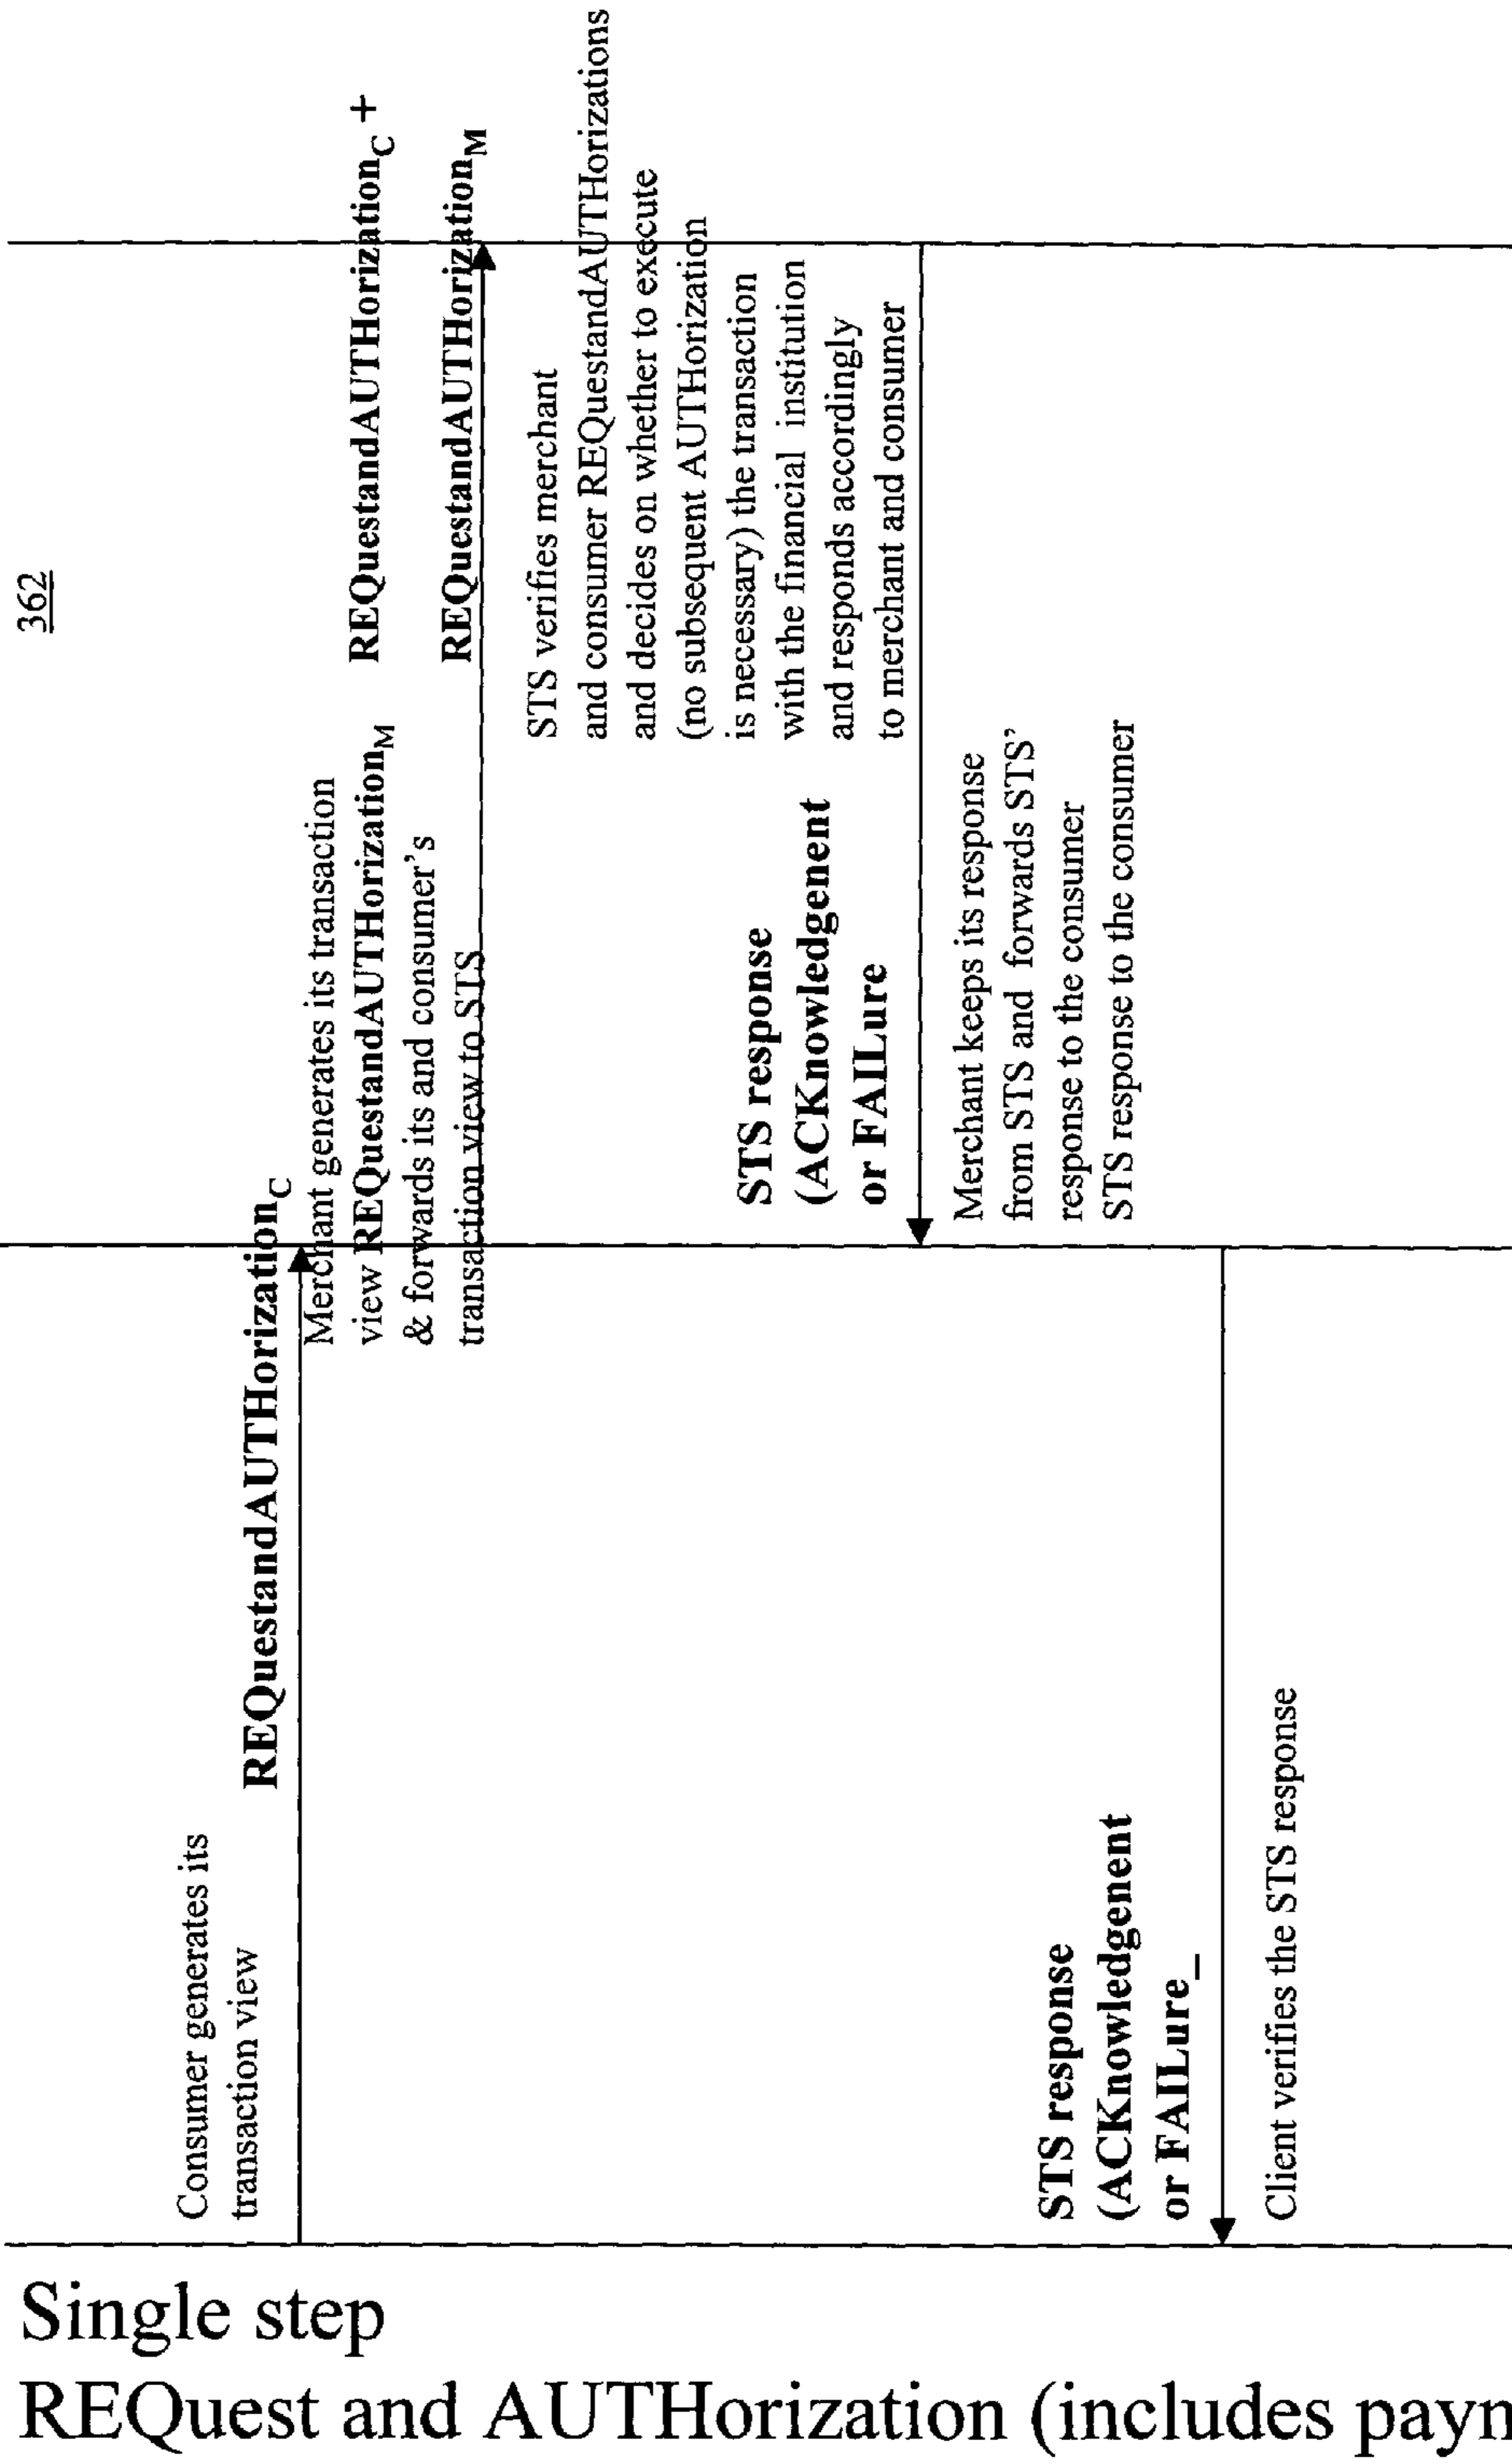 362
Consumer generates its
transaction view
REQuestandAUTHorizationC
Merchant generates its transaction
view REQuestandAUTHorizationM
& forwards its and consumer's
transaction view to STS
REQuestandAUTHorizationC +
REQuestandAUTHorizationM
STS verifies merchant
and consumer REQuestandAUTHorizations
and decides on whether to execute
(no subsequent AUTHorization
is necessary) the transaction
with the financial institution
and responds accordingly
to merchant and consumer
STS response
(ACKnowledgenent
or FAILure
Merchant keeps its response
from STS and forwards STS'
response to the consumer
STS response to the consumer
STS response
(ACKnowledgenent
or FAILure_
Client verifies the STS response
Single step
REQuest and AUTHorization (includes